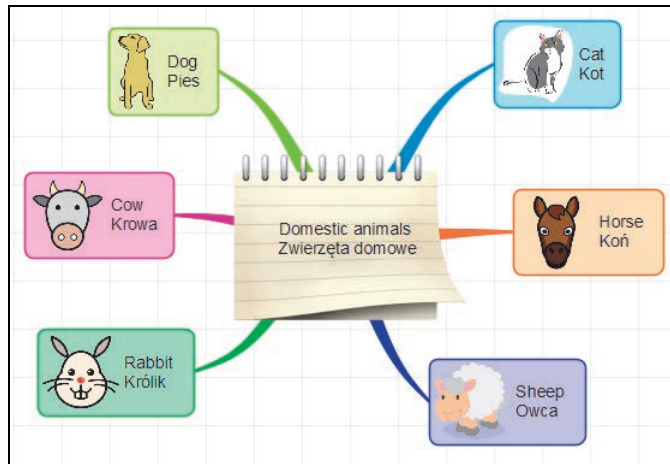 Dog
Pies
Cat
Kot
Cow
Krowa
Domestic animals
Zwierzęta domowe
Horse
Koń
Rabbit
Królik
Sheep
Owca